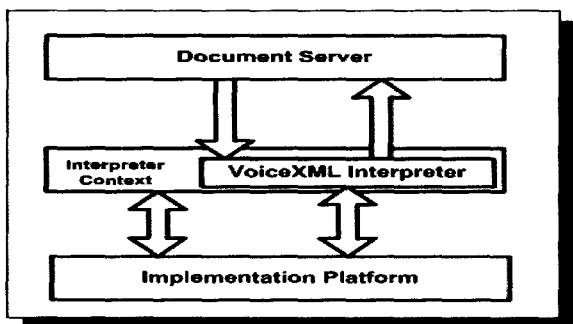 Document Server
Interpreter
Context
VoiceXML Interpreter
Implementation Platform